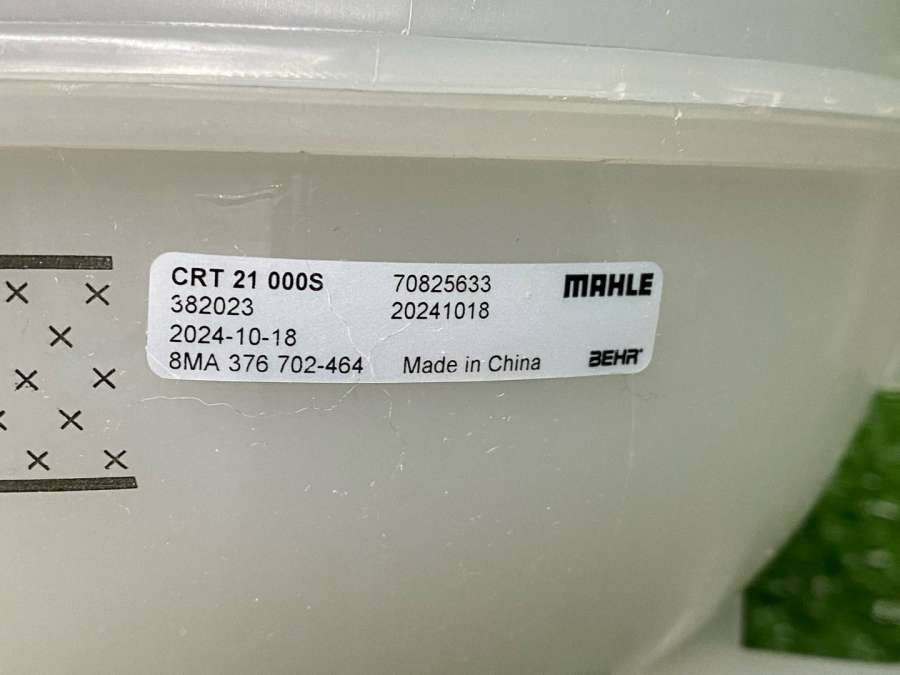 CRT 21 000S 70825633 MAHLE
382023 20241018
2024-10-18
8MA 376 702-464 Made in China BEHR